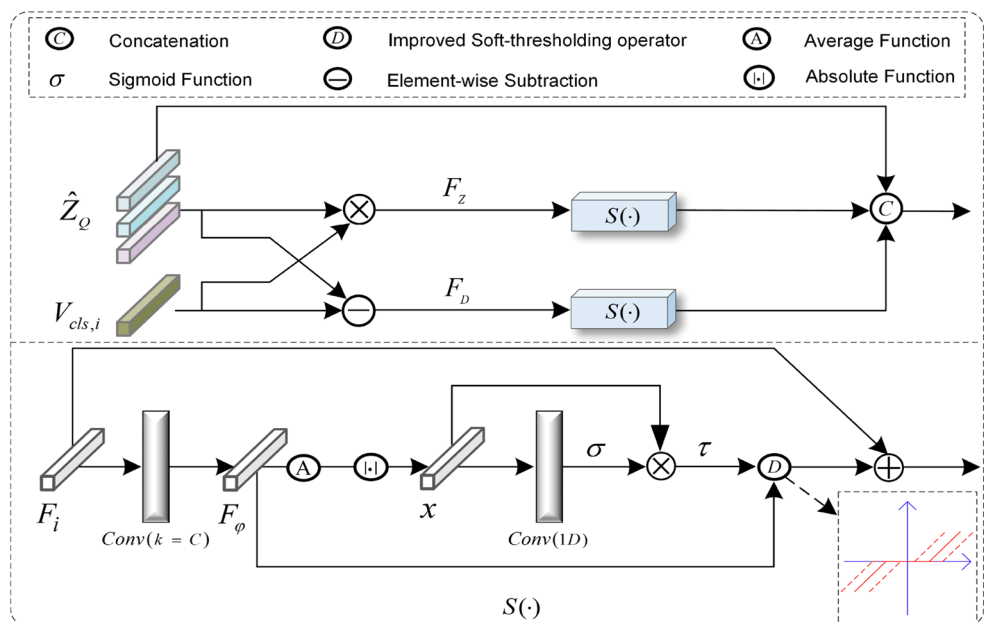 C Concatenation D Improved Soft-thresholding operator A Average Function
σ Sigmoid Function − Element-wise Subtraction |·| Absolute Function
Ẑ_Q
F_Z
S(·)
C
V_cls,i
F_D
S(·)
F_i
Conv(k = C)
F_φ
A
|·|
x
Conv(1D)
σ
τ
D
S(·)